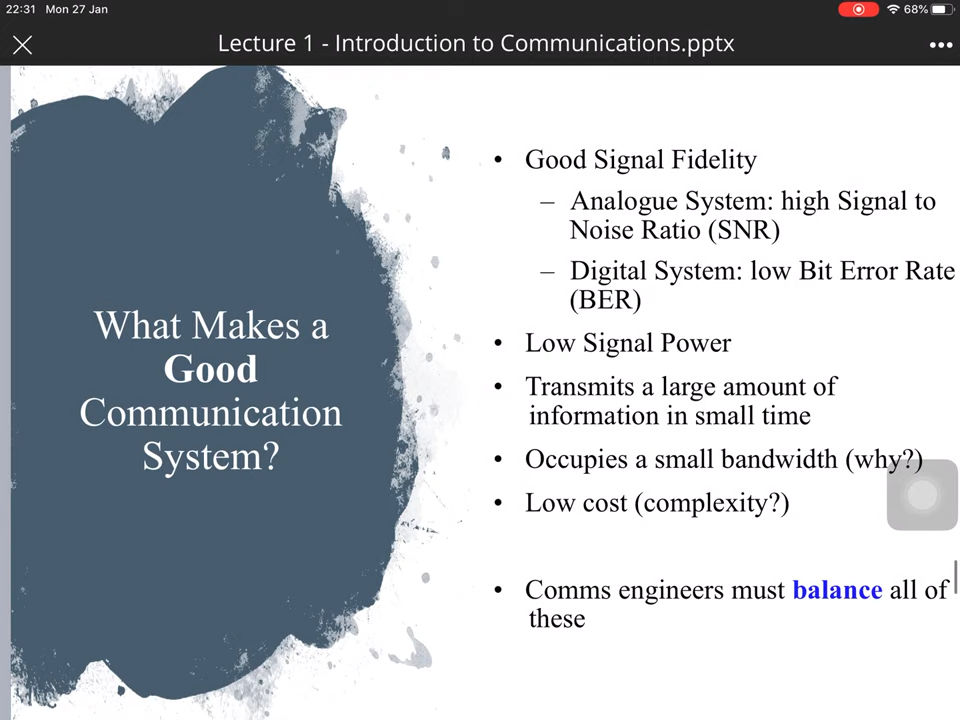 22:31 Mon 27 Jan
68%
Lecture 1 - Introduction to Communications.pptx
What Makes a
Good
Communication
System?
• Good Signal Fidelity
– Analogue System: high Signal to
Noise Ratio (SNR)
– Digital System: low Bit Error Rate
(BER)
• Low Signal Power
• Transmits a large amount of
information in small time
• Occupies a small bandwidth (why?)
• Low cost (complexity?)
• Comms engineers must balance all of
these